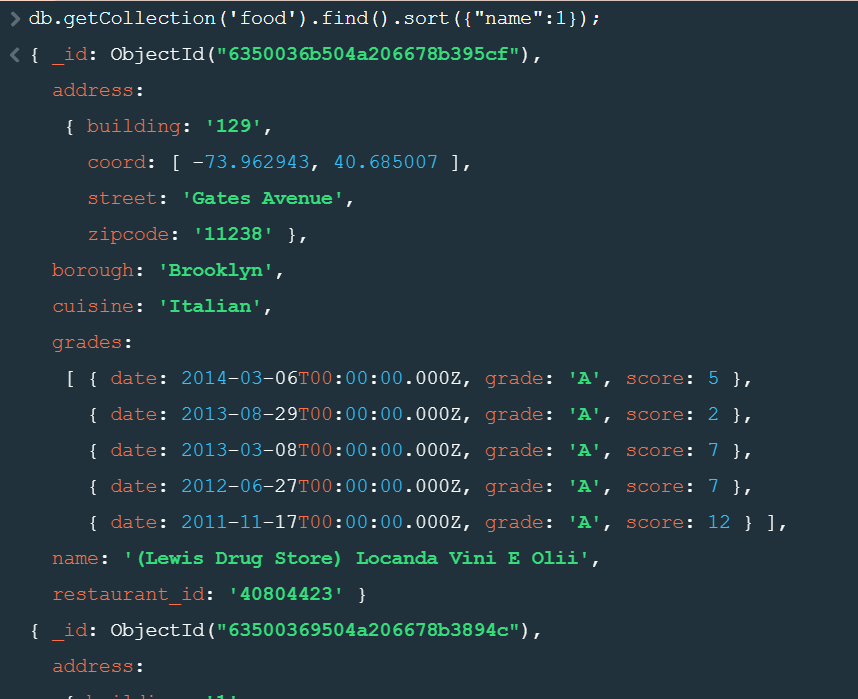 > db.getCollection('food').find().sort({"name":1});
< { _id: ObjectId("6350036b504a206678b395cf"),
address:
{ building: '129',
coord: [ -73.962943, 40.685007 ],
street: 'Gates Avenue',
zipcode: '11238' },
borough: 'Brooklyn',
cuisine: 'Italian',
grades:
[ { date: 2014-03-06T00:00:00.000Z, grade: 'A', score: 5 },
{ date: 2013-08-29T00:00:00.000Z, grade: 'A', score: 2 },
{ date: 2013-03-08T00:00:00.000Z, grade: 'A', score: 7 },
{ date: 2012-06-27T00:00:00.000Z, grade: 'A', score: 7 },
{ date: 2011-11-17T00:00:00.000Z, grade: 'A', score: 12 } ],
name: '(Lewis Drug Store) Locanda Vini E Olii',
restaurant_id: '40804423' }
{ _id: ObjectId("63500369504a206678b3894c"),
address: